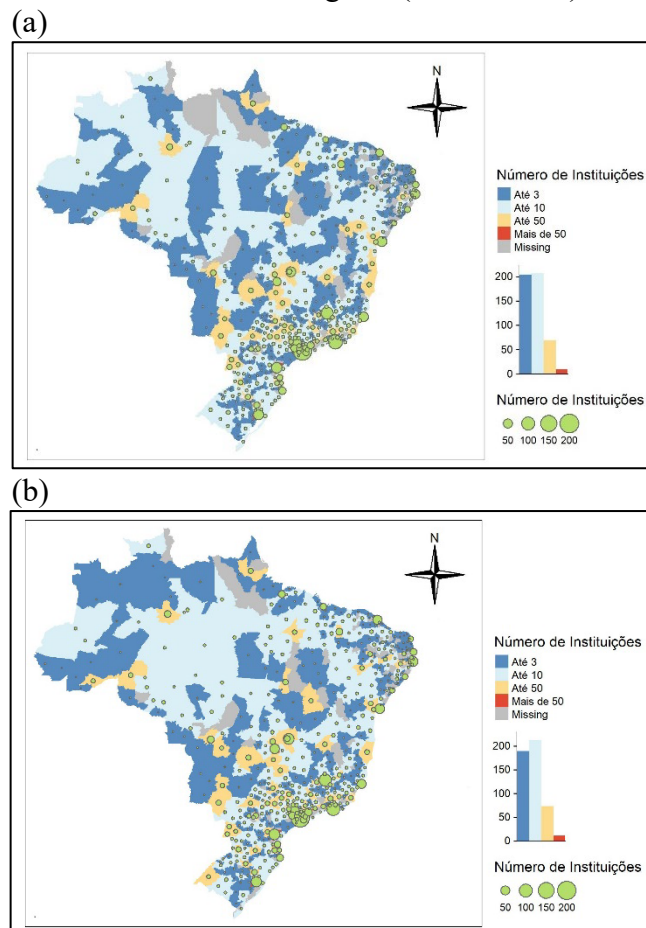 (a)
N
Número de Instituições
Até 3
Até 10
Até 50
Mais de 50
Missing
200
150
100
50
0
Número de Instituições
50 100 150 200
(b)
N
Número de Instituições
Até 3
Até 10
Até 50
Mais de 50
Missing
200
150
100
50
0
Número de Instituições
50 100 150 200